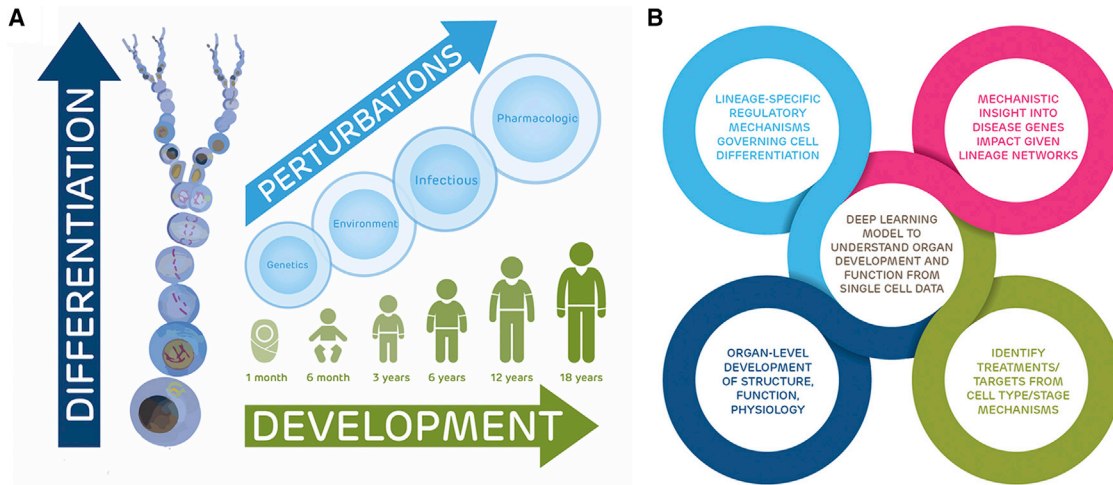 A
DIFFERENTIATION
PERTURBATIONS
Genetics
Environment
Infectious
Pharmacologic
1 month
6 month
3 years
6 years
12 years
18 years
DEVELOPMENT
B
LINEAGE-SPECIFIC
REGULATORY
MECHANISMS
GOVERNING CELL
DIFFERENTIATION
MECHANISTIC
INSIGHT INTO
DISEASE GENES
IMPACT GIVEN
LINEAGE NETWORKS
DEEP LEARNING
MODEL TO
UNDERSTAND ORGAN
DEVELOPMENT AND
FUNCTION FROM
SINGLE CELL DATA
ORGAN-LEVEL
DEVELOPMENT
OF STRUCTURE,
FUNCTION,
PHYSIOLOGY
IDENTIFY
TREATMENTS/
TARGETS FROM
CELL TYPE/STAGE
MECHANISMS